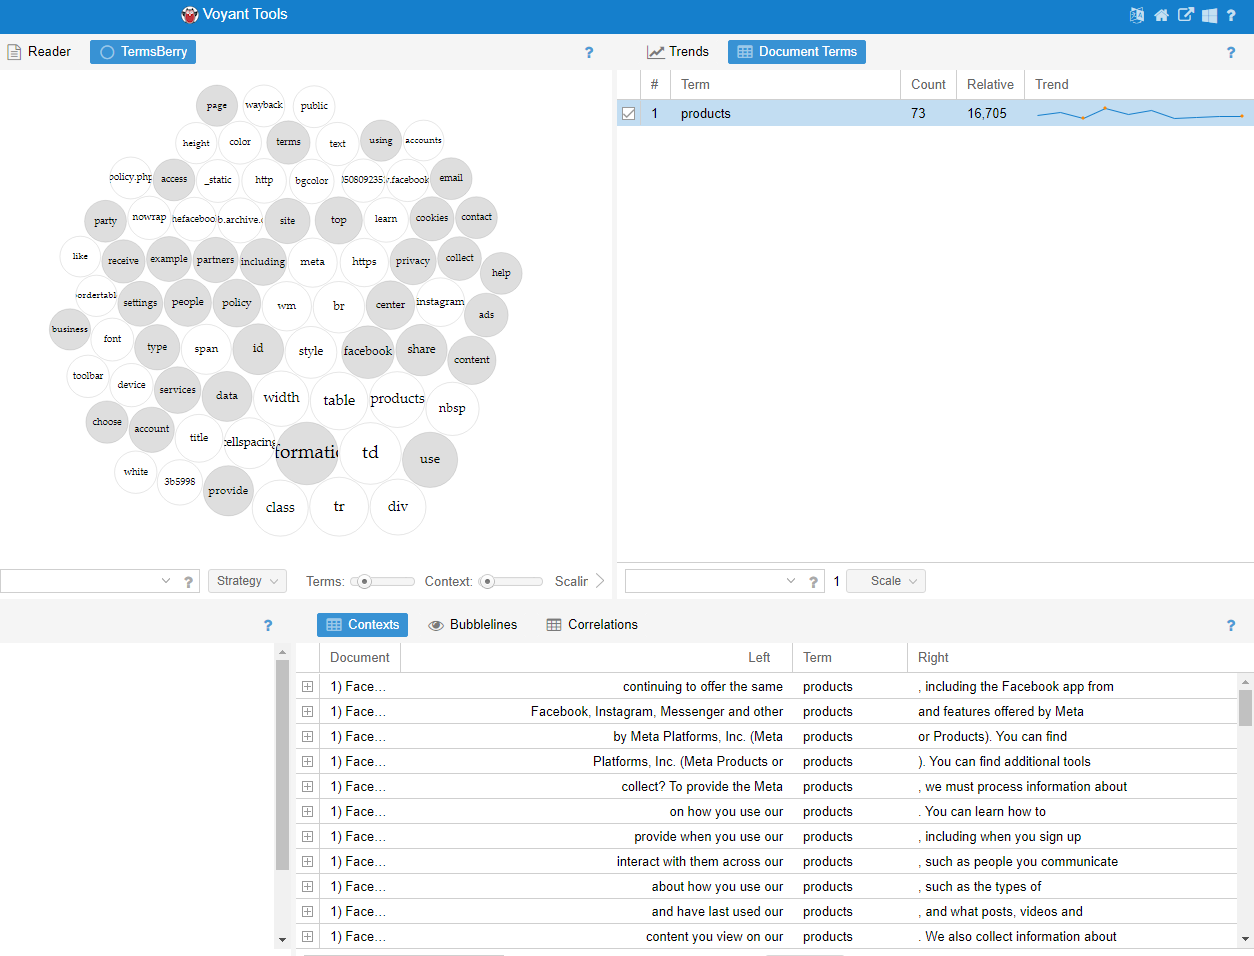 Voyant Tools
?
Reader TermsBerry ?
Trends Document Terms ?
page wayback public
height color terms text using accounts
policy.php access _static http bgcolor )50809235: v.facebook email
party nowrap hefaceboo b.archive. site top learn cookies contact
like receive example partners including meta https privacy collect help
bordertabl settings people policy wm br center instagram ads
business font type span id style facebook share content
toolbar device services data width table products nbsp
choose account title cellspacing formati td use
white 3b5998 provide class tr div
? Strategy Terms: Context: Scalin
# Term Count Relative Trend
1 products 73 16,705
? 1 Scale
?
Contexts Bubblelines Correlations ?
Document Left Term Right
1) Face... continuing to offer the same products , including the Facebook app from
1) Face... Facebook, Instagram, Messenger and other products and features offered by Meta
1) Face... by Meta Platforms, Inc. (Meta products or Products). You can find
1) Face... Platforms, Inc. (Meta Products or products ). You can find additional tools
1) Face... collect? To provide the Meta products , we must process information about
1) Face... on how you use our products . You can learn how to
1) Face... provide when you use our products , including when you sign up
1) Face... interact with them across our products , such as people you communicate
1) Face... about how you use our products , such as the types of
1) Face... and have last used our products , and what posts, videos and
1) Face... content you view on our products . We also collect information about